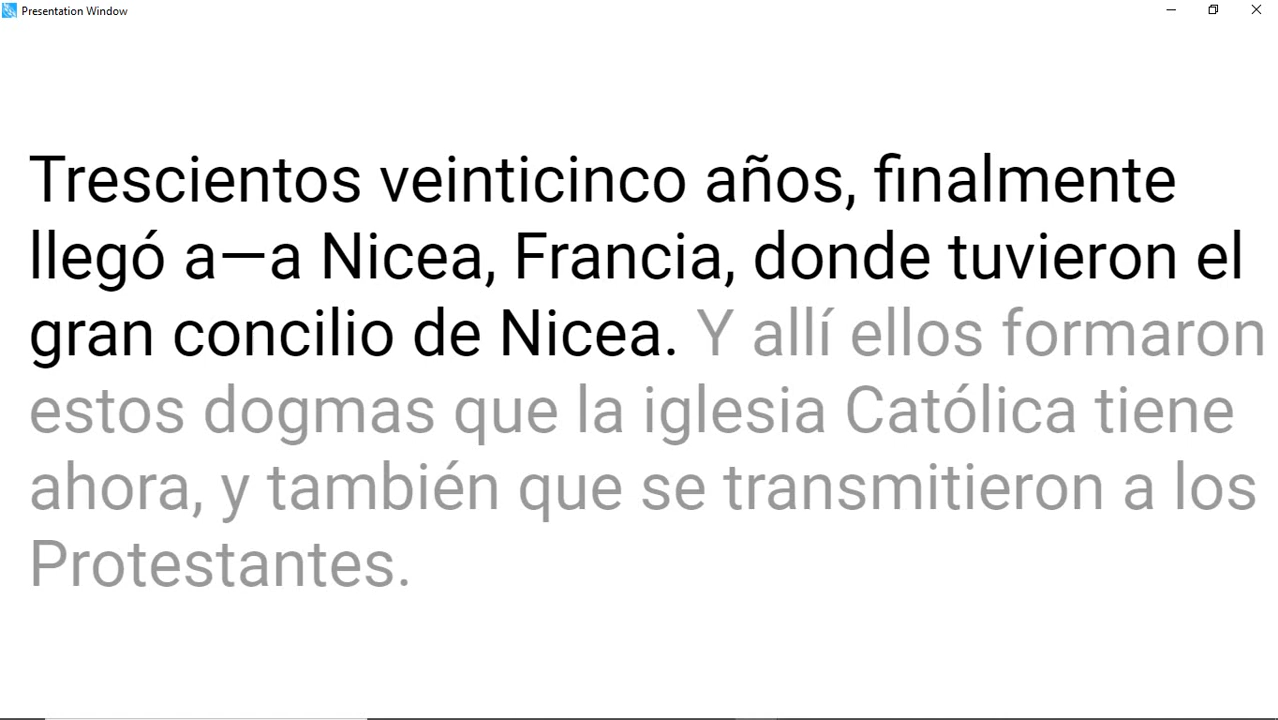 Presentation Window
Trescientos veinticinco años, finalmente
llegó a—a Nicea, Francia, donde tuvieron el
gran concilio de Nicea. Y allí ellos formaron
estos dogmas que la iglesia Católica tiene
ahora, y también que se transmitieron a los
Protestantes.